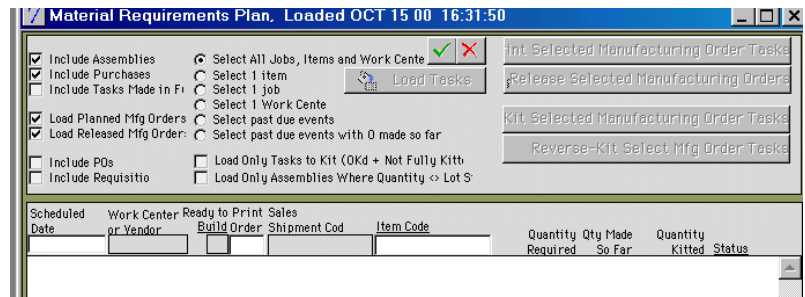 Material Requirements Plan, Loaded OCT 15 00 16:31:50
Include Assemblies
Include Purchases
Include Tasks Made in F
Load Planned Mfg Orders
Load Released Mfg Order:
Include POs
Include Requisitio
Select All Jobs, Items and Work Cente
Select 1 item
Select 1 job
Select 1 Work Cente
Select past due events
Select past due events with 0 made so far
Load Only Tasks to Kit (OKd + Not Fully Kitt
Load Only Assemblies Where Quantity <> Lot S
Load Tasks
int Selected Manufacturing Order Tasks
Release Selected Manufacturing Orders
Kit Selected Manufacturing Order Tasks
Reverse-Kit Select Mfg Order Tasks
Scheduled Date
Work Center or Vendor
Ready to Build
Print Order
Sales Shipment Cod
Item Code
Quantity Required
Qty Made So Far
Quantity Kitted
Status